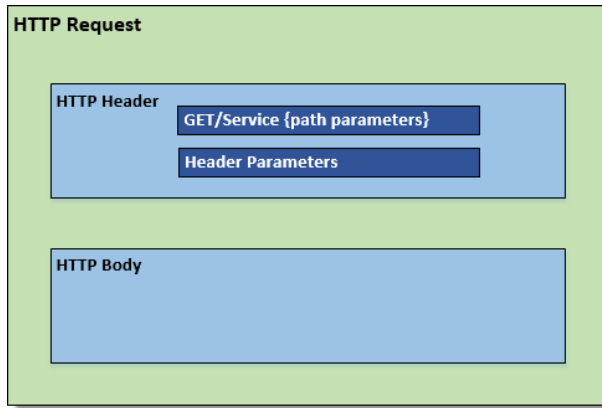 HTTP Request
HTTP Header
GET/Service {path parameters}
Header Parameters
HTTP Body